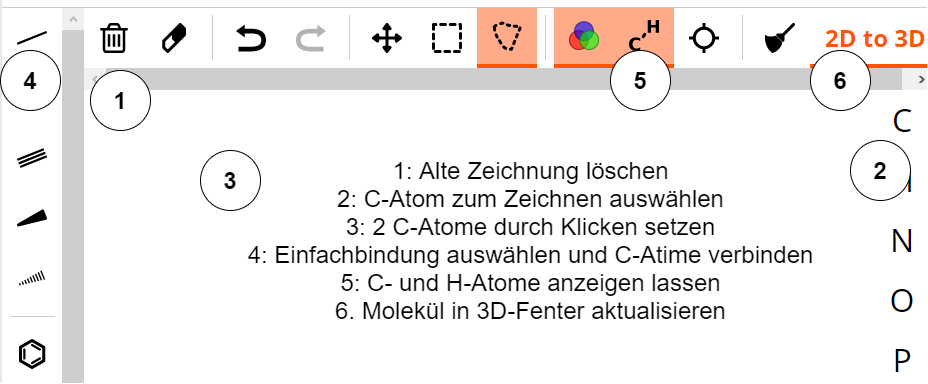 H
C
2D to 3D
4
5
6
1
C
3
2
1: Alte Zeichnung löschen
2: C-Atom zum Zeichnen auswählen
3: 2 C-Atome durch Klicken setzen
N
4: Einfachbindung auswählen und C-Atime verbinden
5: C- und H-Atome anzeigen lassen
O
6. Molekül in 3D-Fenter aktualisieren
P